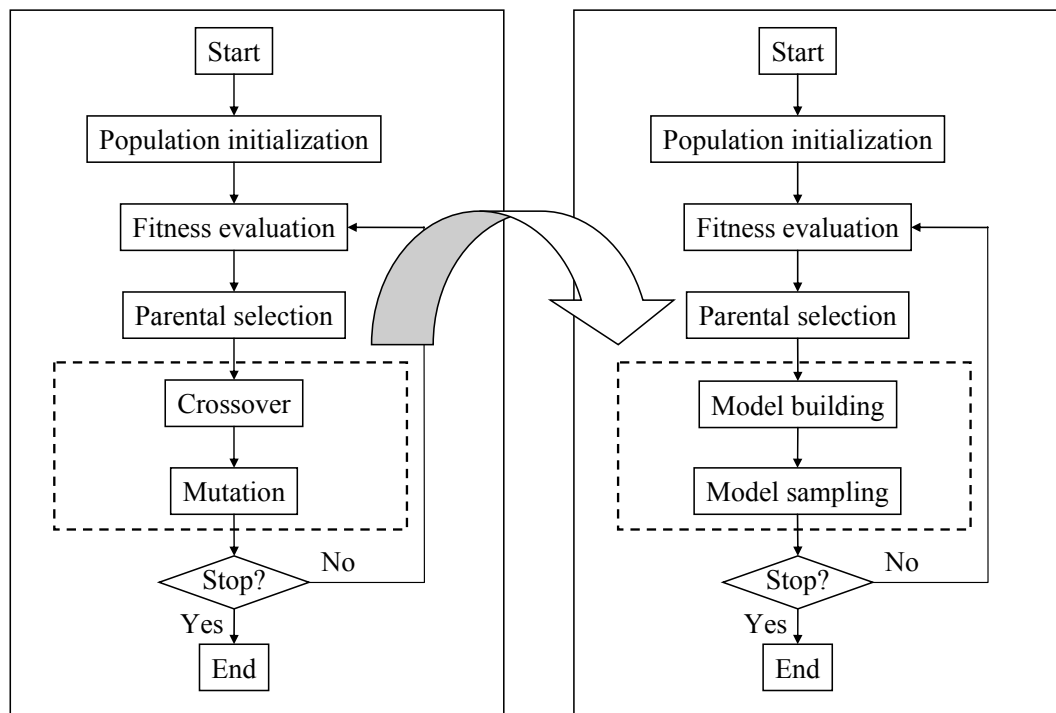 Start
Population initialization
Fitness evaluation
Parental selection
Crossover
Mutation
Stop?
No
Yes
End
Start
Population initialization
Fitness evaluation
Parental selection
Model building
Model sampling
Stop?
No
Yes
End